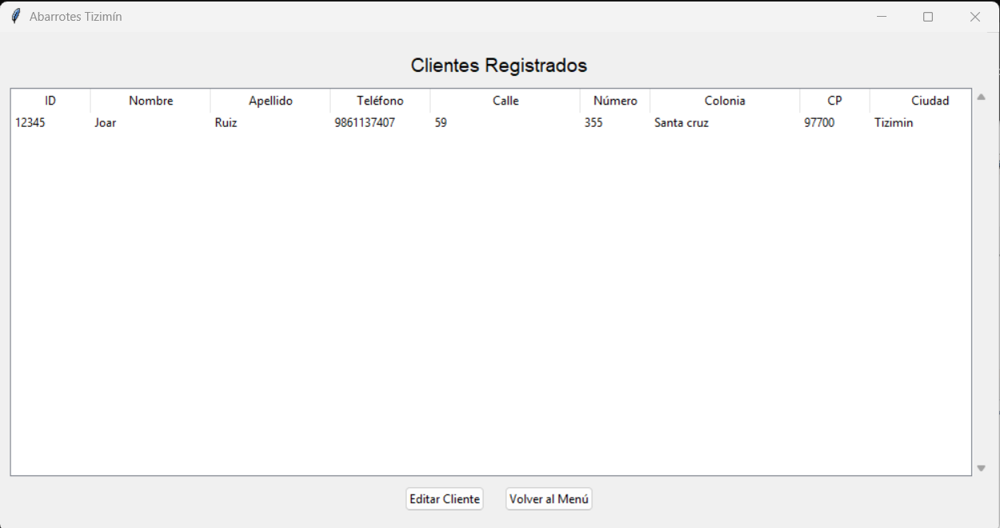 Abarrotes Tizimín
Clientes Registrados
ID Nombre Apellido Teléfono Calle Número Colonia CP Ciudad
12345 Joar Ruiz 9861137407 59 355 Santa cruz 97700 Tizimin
Editar Cliente Volver al Menú